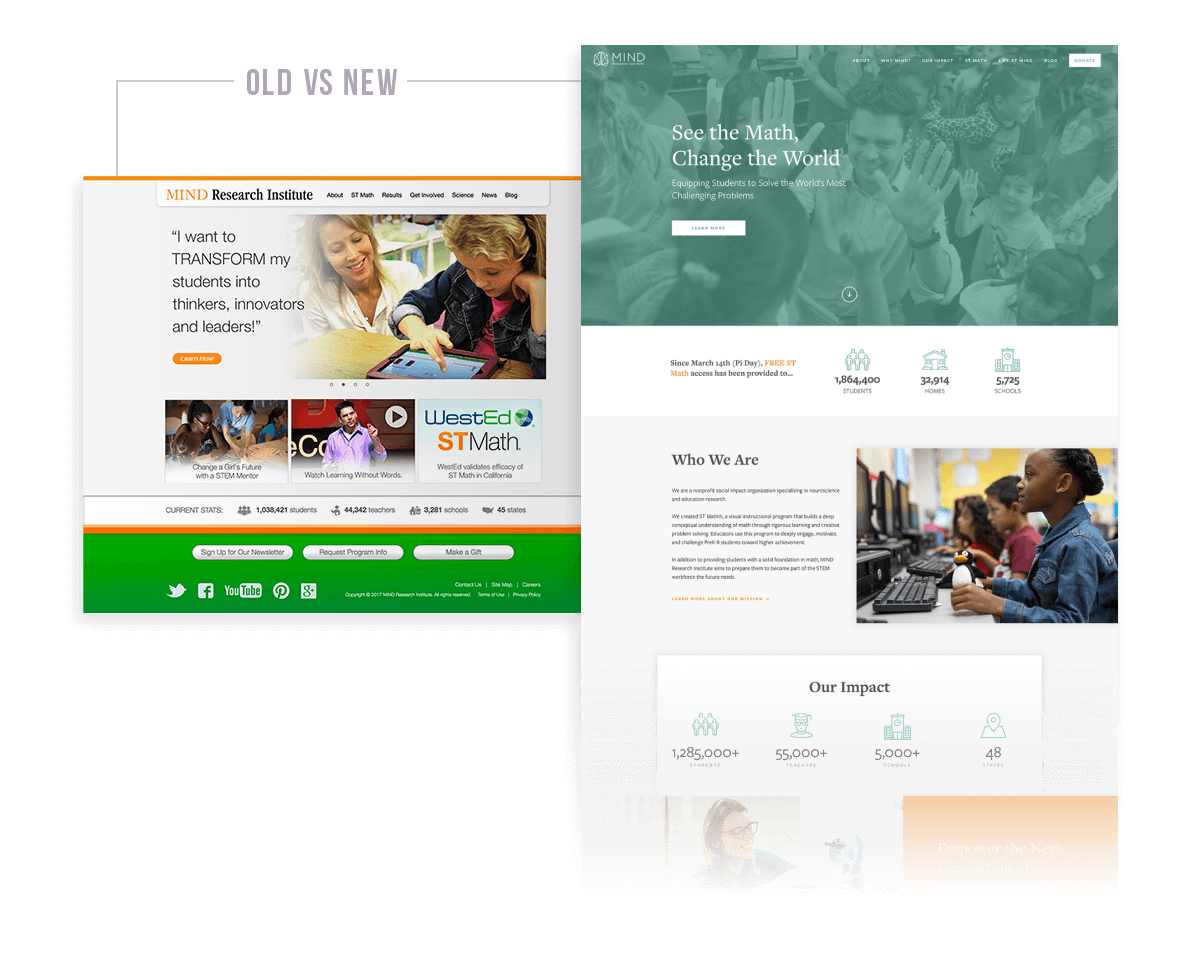 OLD VS NEW
MIND Research Institute
About ST Math Results Get Involved Science News Blog
“I want to
TRANSFORM my
students into
thinkers, innovators
and leaders!”
Learn How
Change a Girl's Future
with a STEM Mentor
eCo
Watch Learning Without Words.
WestEd
ST Math
WestEd validates efficacy of
ST Math in California
CURRENT STATS: 1,038,421 students 44,342 teachers 3,281 schools 45 states
Sign Up for Our Newsletter Request Program Info Make a Gift
YouTube
Contact Us | Site Map | Careers
Copyright © 2017 MIND Research Institute. All rights reserved. Terms of Use | Privacy Policy
MIND
RESEARCH INSTITUTE
ABOUT WHY MIND? OUR IMPACT ST MATH LIFE AT MIND BLOG DONATE
See the Math,
Change the World
Equipping Students to Solve the World's Most
Challenging Problems
LEARN MORE
Since March 14th (Pi Day), FREE ST
Math access has been provided to...
1,864,400 32,914 5,725
STUDENTS HOMES SCHOOLS
Who We Are
We are a nonprofit social impact organization specializing in neuroscience
and education research.
We created ST Math®, a visual instructional program that builds a deep
conceptual understanding of math through rigorous learning and creative
problem solving. Educators use this program to deeply engage, motivate,
and challenge PreK-8 students toward higher achievement.
In addition to providing students with a solid foundation in math, MIND
Research Institute aims to prepare them to become part of the STEM
workforce the future needs.
LEARN MORE ABOUT OUR MISSION
Our Impact
1,285,000+ 55,000+ 5,000+ 48
STUDENTS TEACHERS SCHOOLS STATES
Empower the Next
Generation of